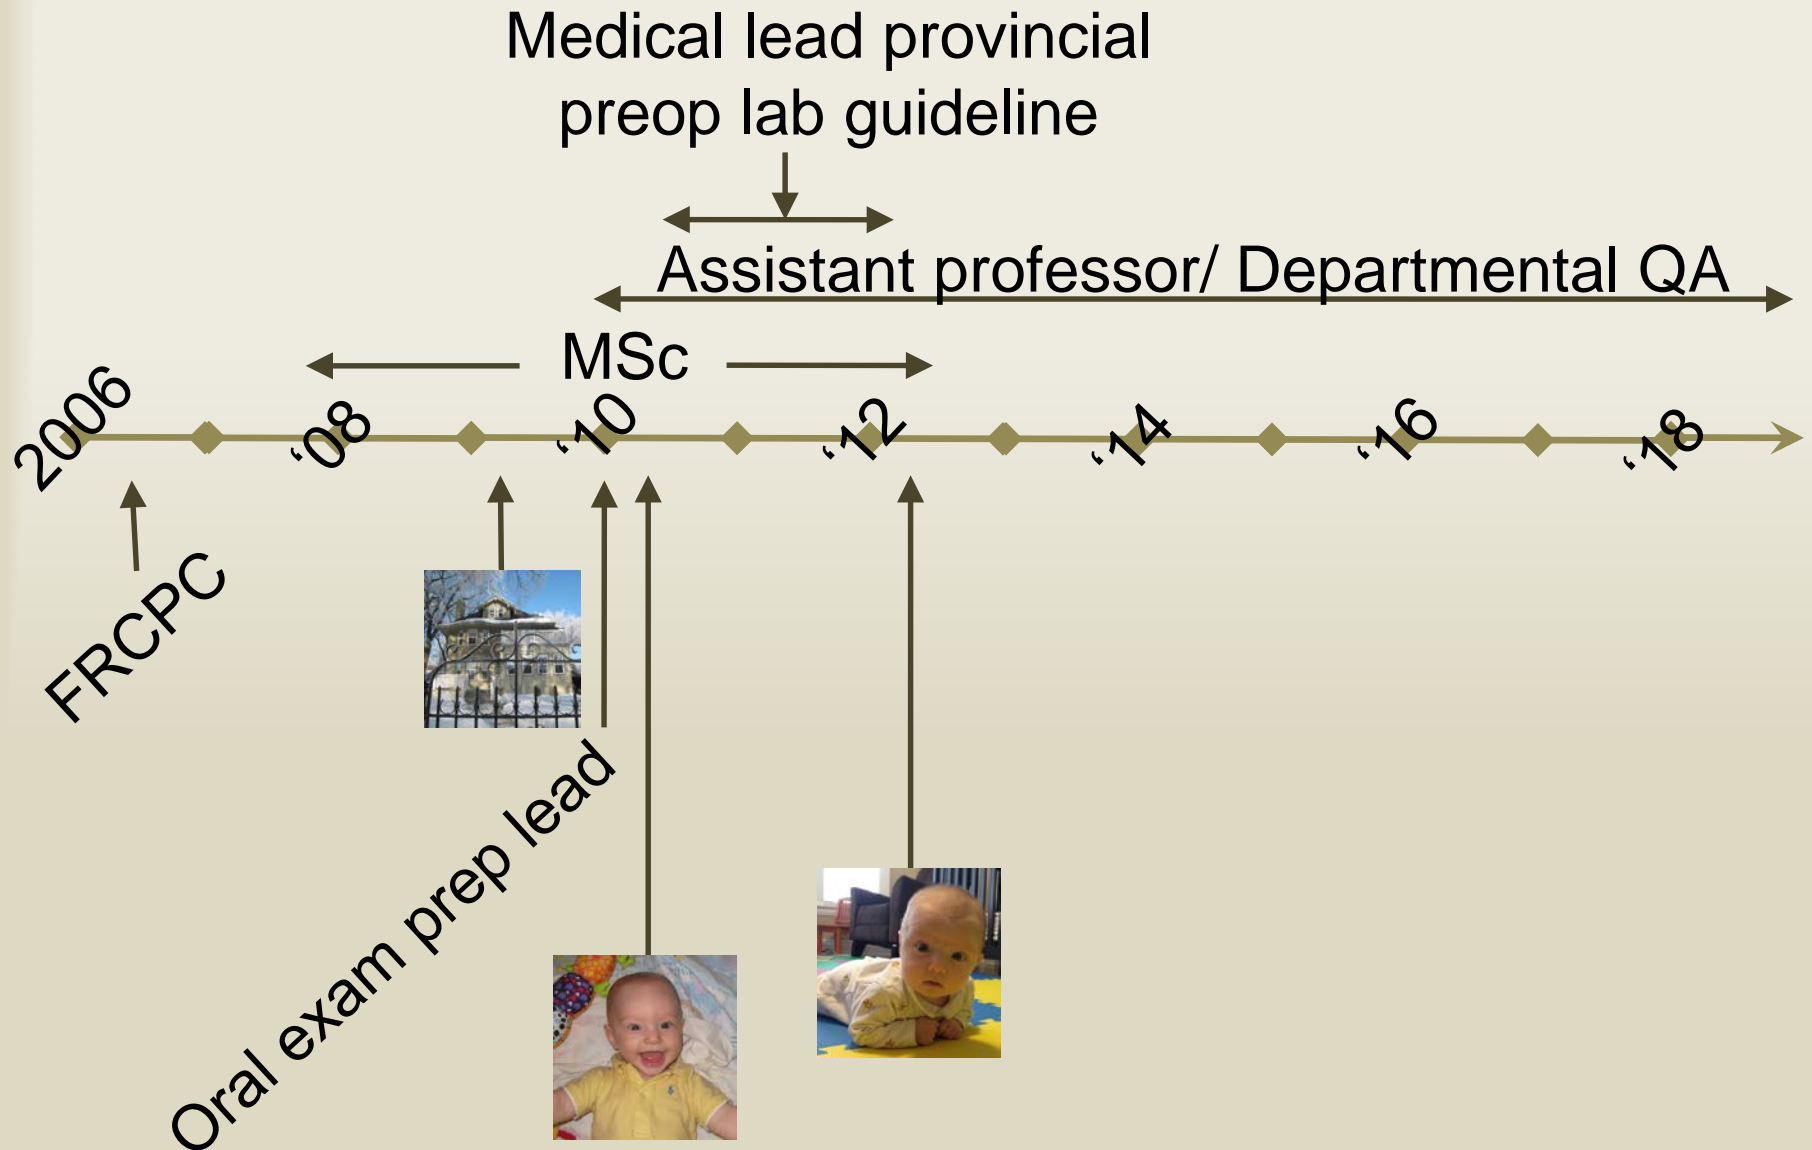 Medical lead provincial
preop lab guideline
Assistant professor/ Departmental QA
MSc
2006
‘08
‘10
‘12
‘14
‘16
‘18
FRCPC
Oral exam prep lead